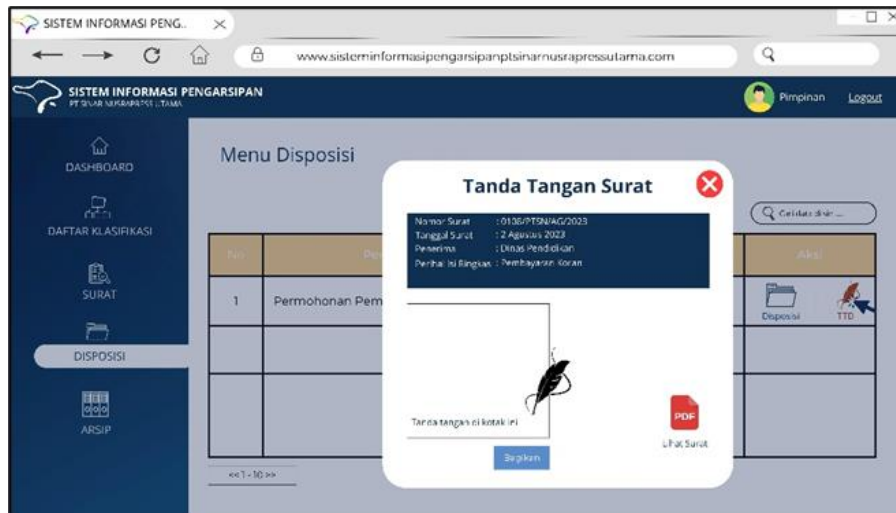 SISTEM INFORMASI PENG..
www.sisteminformasipengarsipanptsinarnusrapressutama.com
SISTEM INFORMASI PENGARSIPAN
PT SINAR NUSRAPRESS UTAMA
Pimpinan
Logout
DASHBOARD
DAFTAR KLASIFIKASI
SURAT
DISPOSISI
ARSIP
Menu Disposisi
No
Aksi
1
Permohonan Pem
Disposisi
TTD
<< 1 - 10 >>
Tanda Tangan Surat
Nomor Surat : 0108/PTSN/AG/2023
Tanggal Surat : 2 Agustus 2023
Penerima : Dinas Pendidikan
Perihal Isi Ringkas : Pembayaran Koran
Tanda tangan di kotak ini
Bagikan
PDF
Lihat Surat